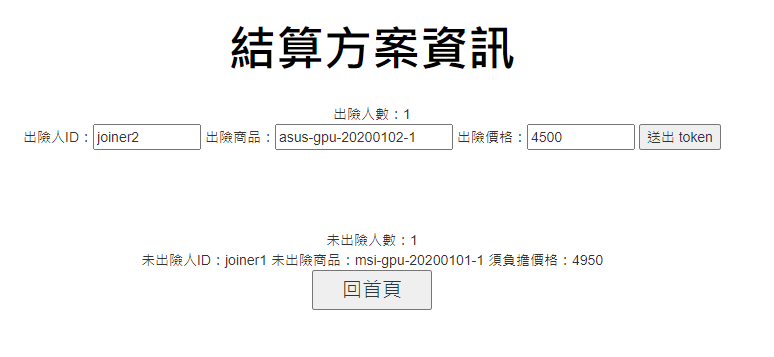 結算方案資訊
出險人數：1
出險人ID：joiner2 出險商品：asus-gpu-20200102-1 出險價格：4500 送出 token
未出險人數：1
未出險人ID：joiner1 未出險商品：msi-gpu-20200101-1 須負擔價格：4950
回首頁